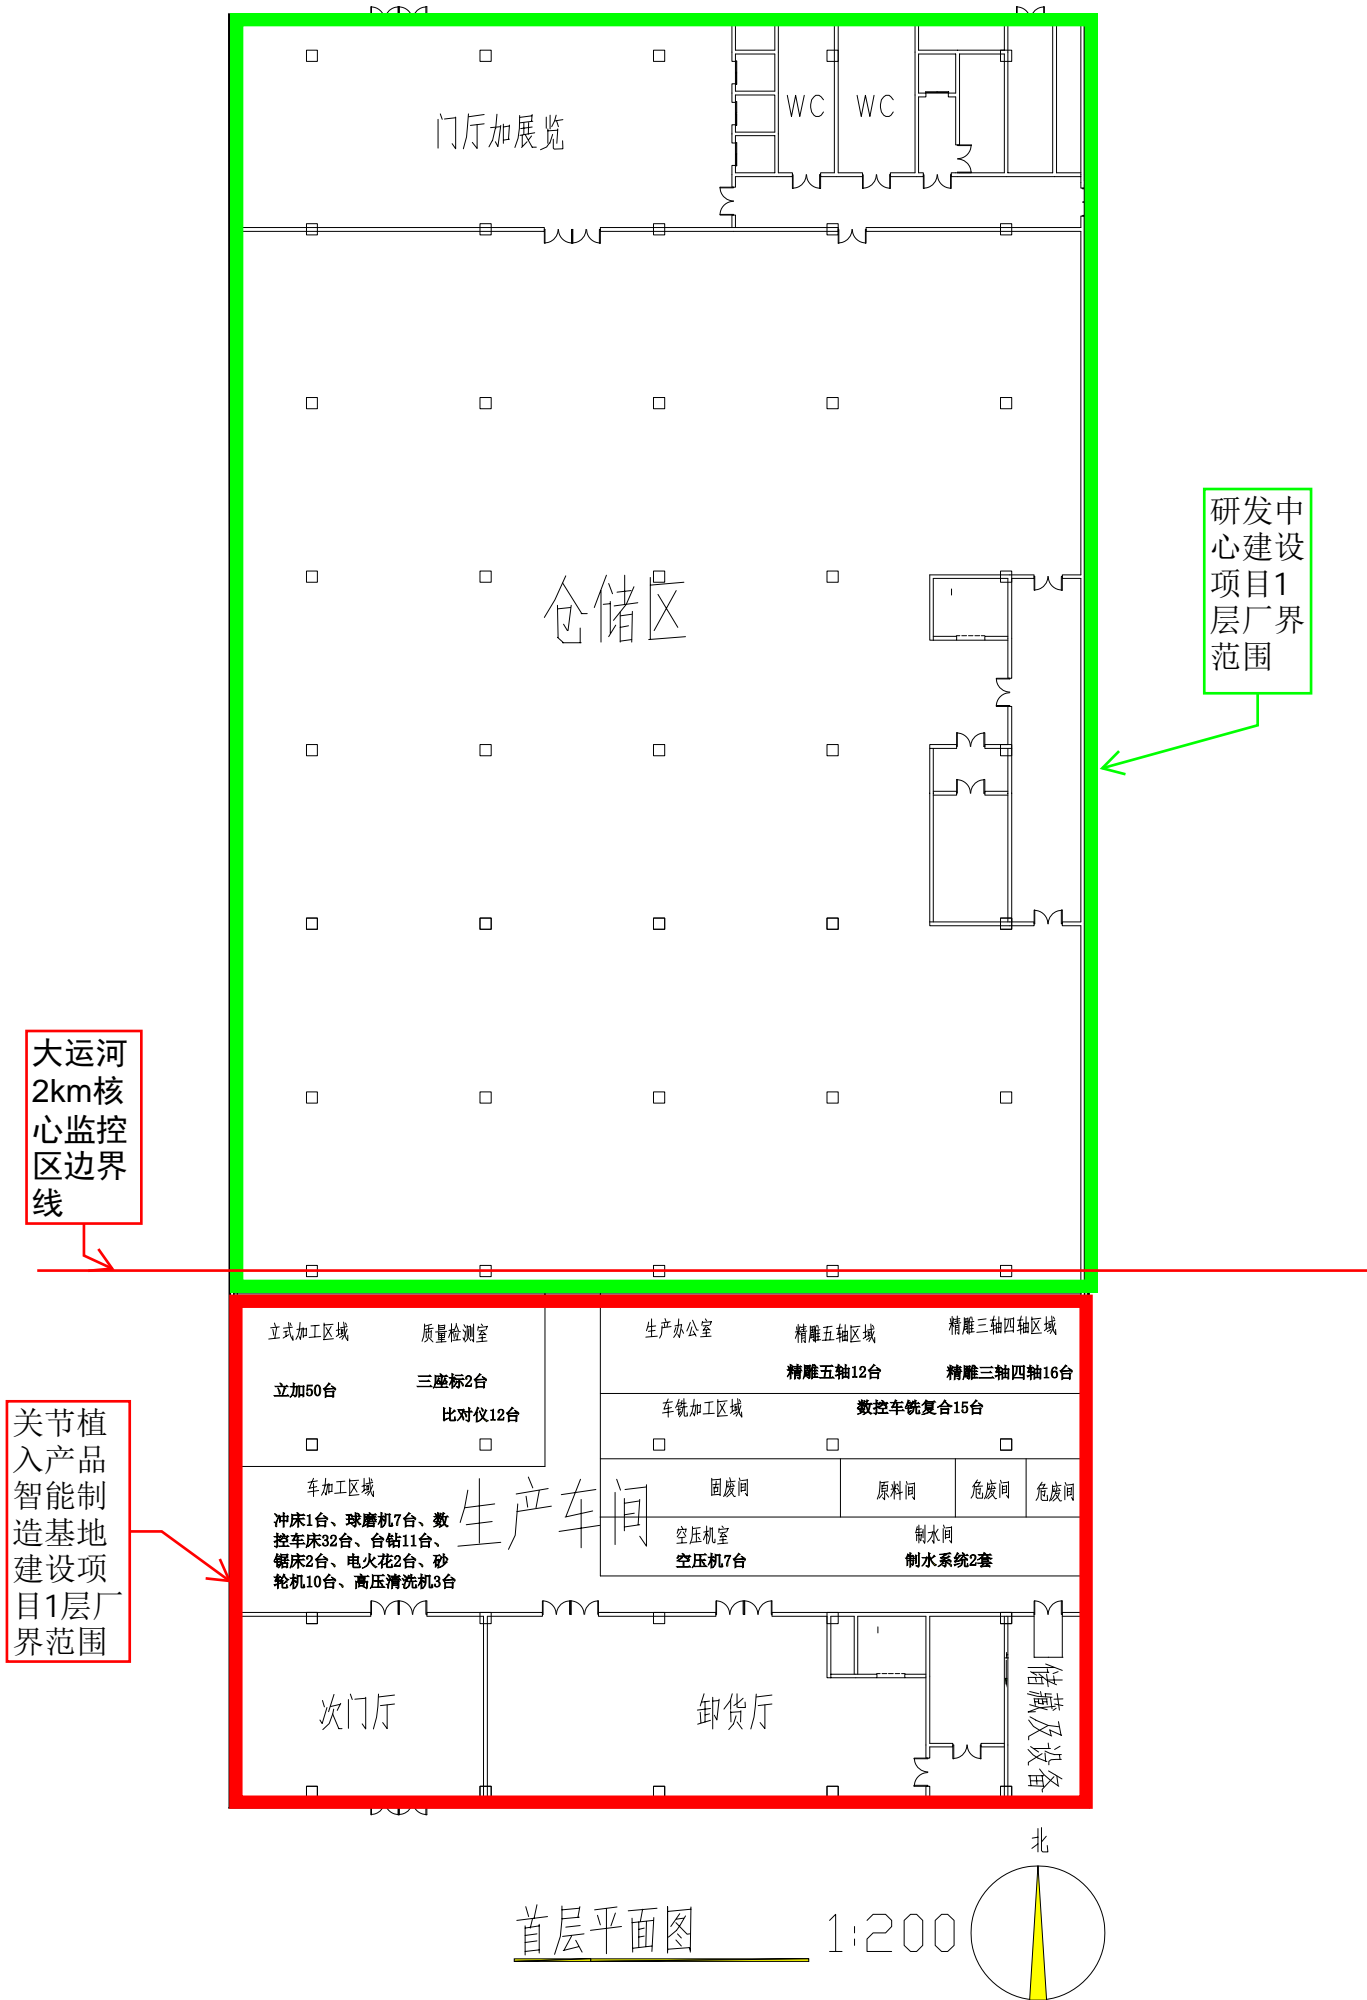 门厅加展览
WC
WC
仓储区
研发中
心建设
项目1
层厂界
范围
大运河
2km核
心监控
区边界
线
立式加工区域
立加50台
质量检测室
三座标2台
比对仪12台
生产办公室
精雕五轴区域
精雕五轴12台
精雕三轴四轴区域
精雕三轴四轴16台
车铣加工区域
数控车铣复合15台
关节植
入产品
智能制
造基地
建设项
目1层厂
界范围
车加工区域
冲床1台、球磨机7台、数
控车床32台、台钻11台、
锯床2台、电火花2台、砂
轮机10台、高压清洗机3台
生产车间
固废间
原料间
危废间
危废间
空压机室
空压机7台
制水间
制水系统2套
次门厅
卸货厅
储藏及设备
北
首层平面图
1:200